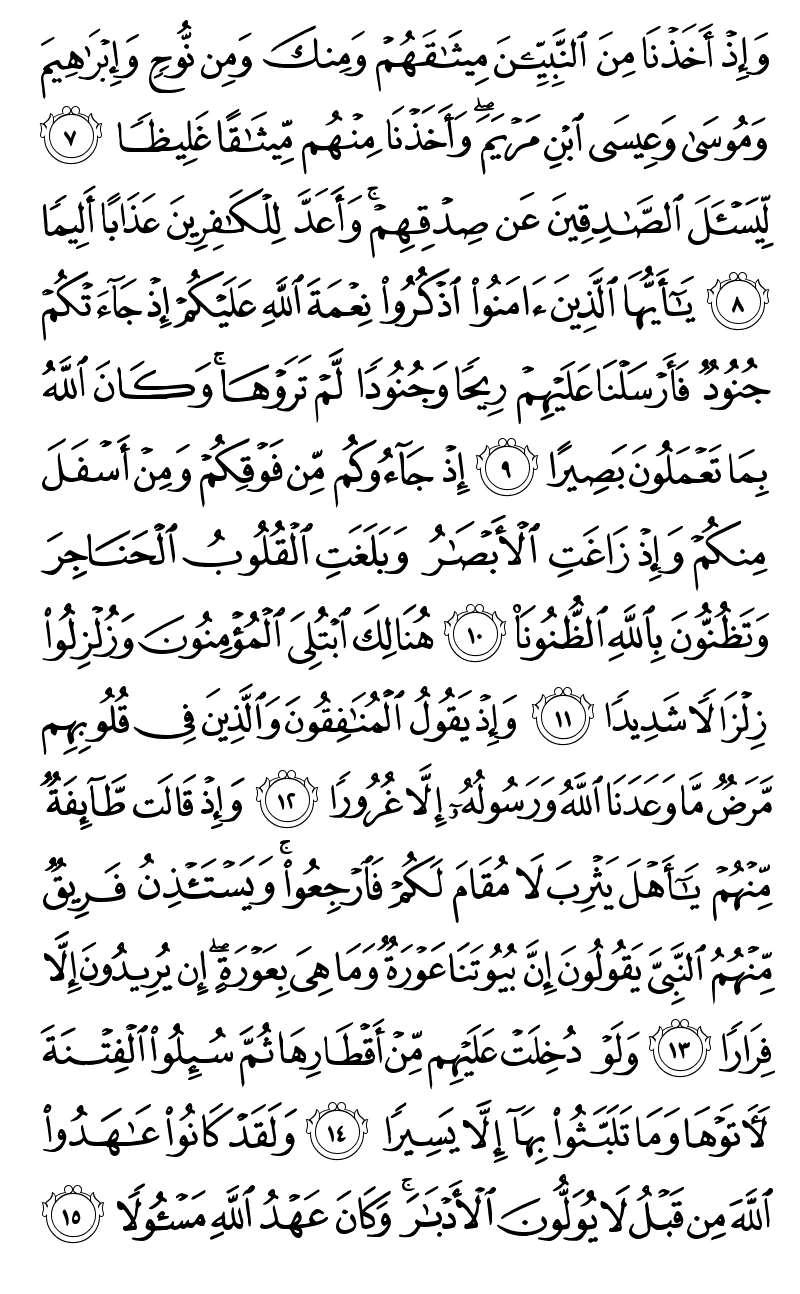 وَإِذْ أَخَذْنَا مِنَ ٱلنَّبِيِّـۧنَ مِيثَـٰقَهُمْ وَمِنكَ وَمِن نُّوحٍ وَإِبْرَٰهِيمَ
وَمُوسَىٰ وَعِيسَى ٱبْنِ مَرْيَمَ ۖ وَأَخَذْنَا مِنْهُم مِّيثَـٰقًا غَلِيظًا ٧
لِّيَسْـَٔلَ ٱلصَّـٰدِقِينَ عَن صِدْقِهِمْ ۚ وَأَعَدَّ لِلْكَـٰفِرِينَ عَذَابًا أَلِيمًا
٨ يَـٰٓأَيُّهَا ٱلَّذِينَ ءَامَنُوا۟ ٱذْكُرُوا۟ نِعْمَةَ ٱللَّهِ عَلَيْكُمْ إِذْ جَآءَتْكُمْ
جُنُودٌ فَأَرْسَلْنَا عَلَيْهِمْ رِيحًا وَجُنُودًا لَّمْ تَرَوْهَا ۚ وَكَانَ ٱللَّهُ
بِمَا تَعْمَلُونَ بَصِيرًا ٩ إِذْ جَآءُوكُم مِّن فَوْقِكُمْ وَمِنْ أَسْفَلَ
مِنكُمْ وَإِذْ زَاغَتِ ٱلْأَبْصَـٰرُ وَبَلَغَتِ ٱلْقُلُوبُ ٱلْحَنَاجِرَ
وَتَظُنُّونَ بِٱللَّهِ ٱلظُّنُونَا۠ ١٠ هُنَالِكَ ٱبْتُلِىَ ٱلْمُؤْمِنُونَ وَزُلْزِلُوا۟
زِلْزَالًا شَدِيدًا ١١ وَإِذْ يَقُولُ ٱلْمُنَـٰفِقُونَ وَٱلَّذِينَ فِى قُلُوبِهِم
مَّرَضٌ مَّا وَعَدَنَا ٱللَّهُ وَرَسُولُهُۥٓ إِلَّا غُرُورًا ١٢ وَإِذْ قَالَت طَّآئِفَةٌ
مِّنْهُمْ يَـٰٓأَهْلَ يَثْرِبَ لَا مُقَامَ لَكُمْ فَٱرْجِعُوا۟ ۚ وَيَسْتَـْٔذِنُ فَرِيقٌ
مِّنْهُمُ ٱلنَّبِىَّ يَقُولُونَ إِنَّ بُيُوتَنَا عَوْرَةٌ وَمَا هِىَ بِعَوْرَةٍ ۖ إِن يُرِيدُونَ إِلَّا
فِرَارًا ١٣ وَلَوْ دُخِلَتْ عَلَيْهِم مِّنْ أَقْطَارِهَا ثُمَّ سُئِلُوا۟ ٱلْفِتْنَةَ
لَـَٔاتَوْهَا وَمَا تَلَبَّثُوا۟ بِهَآ إِلَّا يَسِيرًا ١٤ وَلَقَدْ كَانُوا۟ عَـٰهَدُوا۟
ٱللَّهَ مِن قَبْلُ لَا يُوَلُّونَ ٱلْأَدْبَـٰرَ ۚ وَكَانَ عَهْدُ ٱللَّهِ مَسْـُٔولًا ١٥